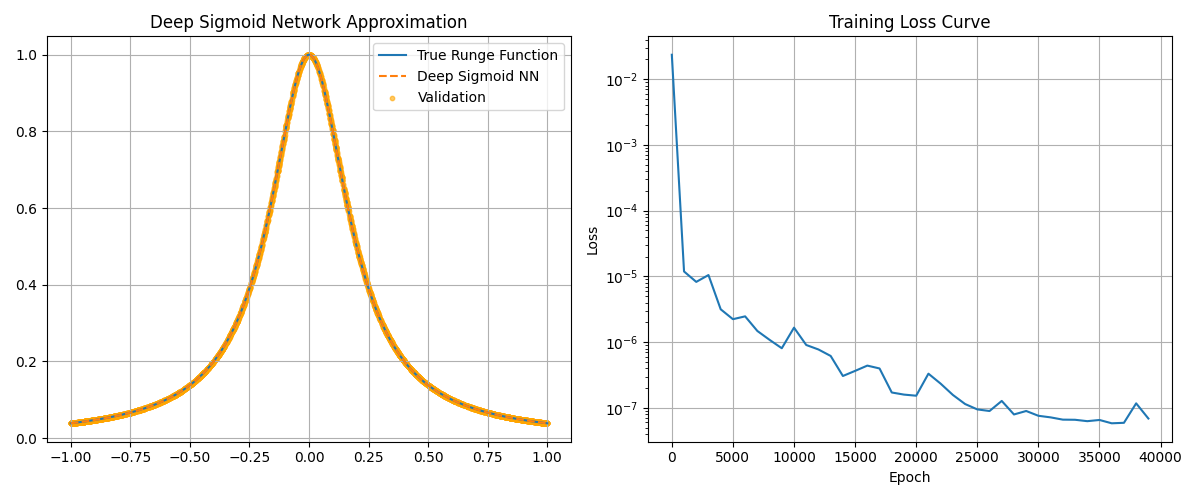 Deep Sigmoid Network Approximation
True Runge Function
Deep Sigmoid NN
Validation
1.0
0.8
0.6
0.4
0.2
0.0
−1.00 −0.75 −0.50 −0.25 0.00 0.25 0.50 0.75 1.00
Training Loss Curve
Loss
10⁻²
10⁻³
10⁻⁴
10⁻⁵
10⁻⁶
10⁻⁷
0 5000 10000 15000 20000 25000 30000 35000 40000
Epoch